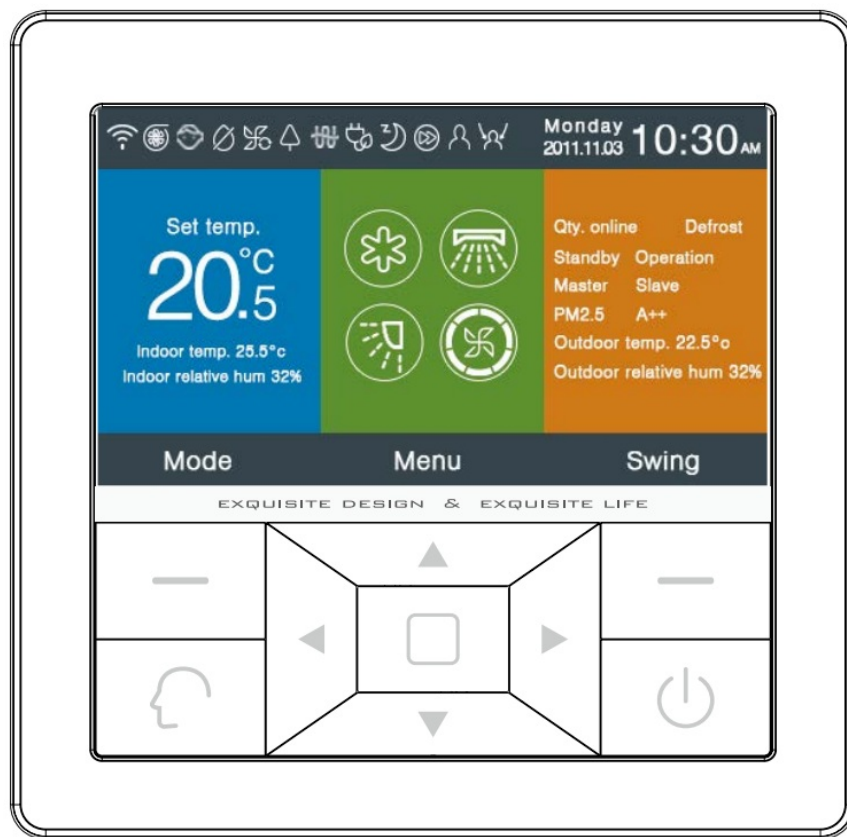 Monday
2011.11.03 10:30 AM
Set temp.
20.5°C
Indoor temp. 25.5°c
Indoor relative hum 32%
Qty. online Defrost
Standby Operation
Master Slave
PM2.5 A++
Outdoor temp. 22.5°c
Outdoor relative hum 32%
Mode Menu Swing
EXQUISITE DESIGN & EXQUISITE LIFE